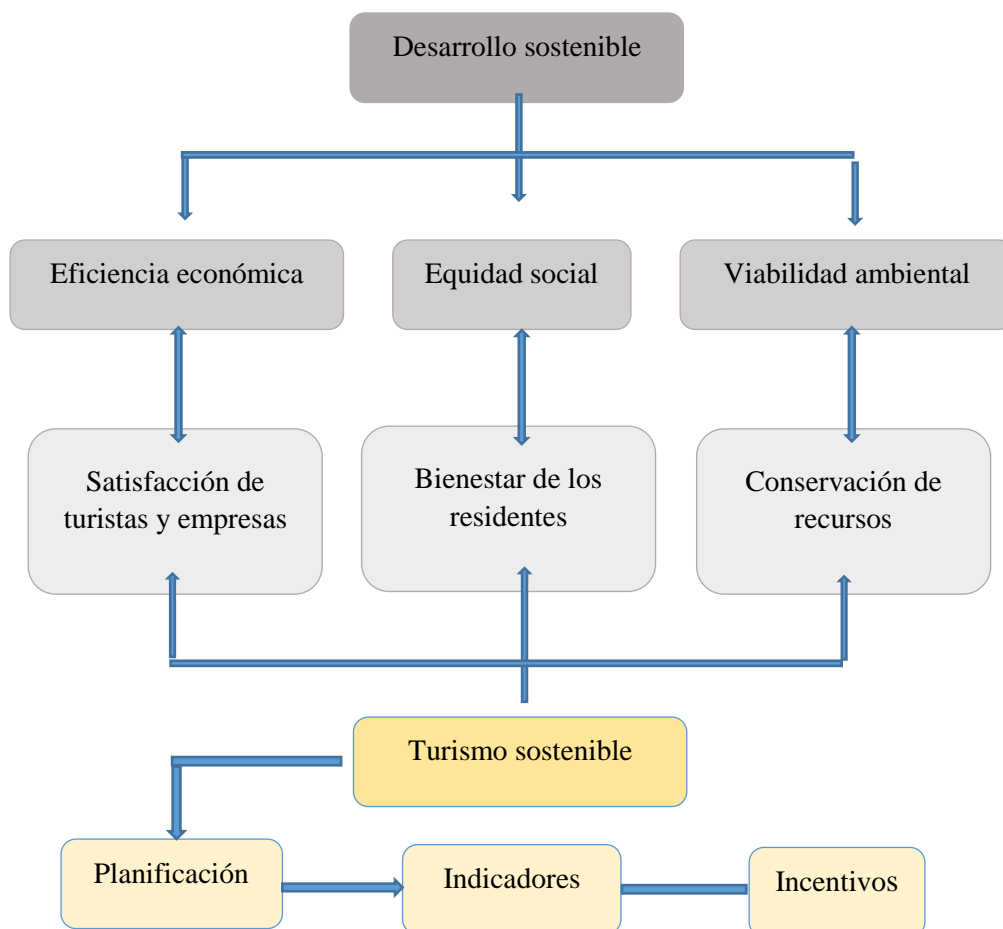 Desarrollo sostenible
Eficiencia económica
Equidad social
Viabilidad ambiental
Satisfacción de
turistas y empresas
Bienestar de los
residentes
Conservación de
recursos
Turismo sostenible
Planificación
Indicadores
Incentivos